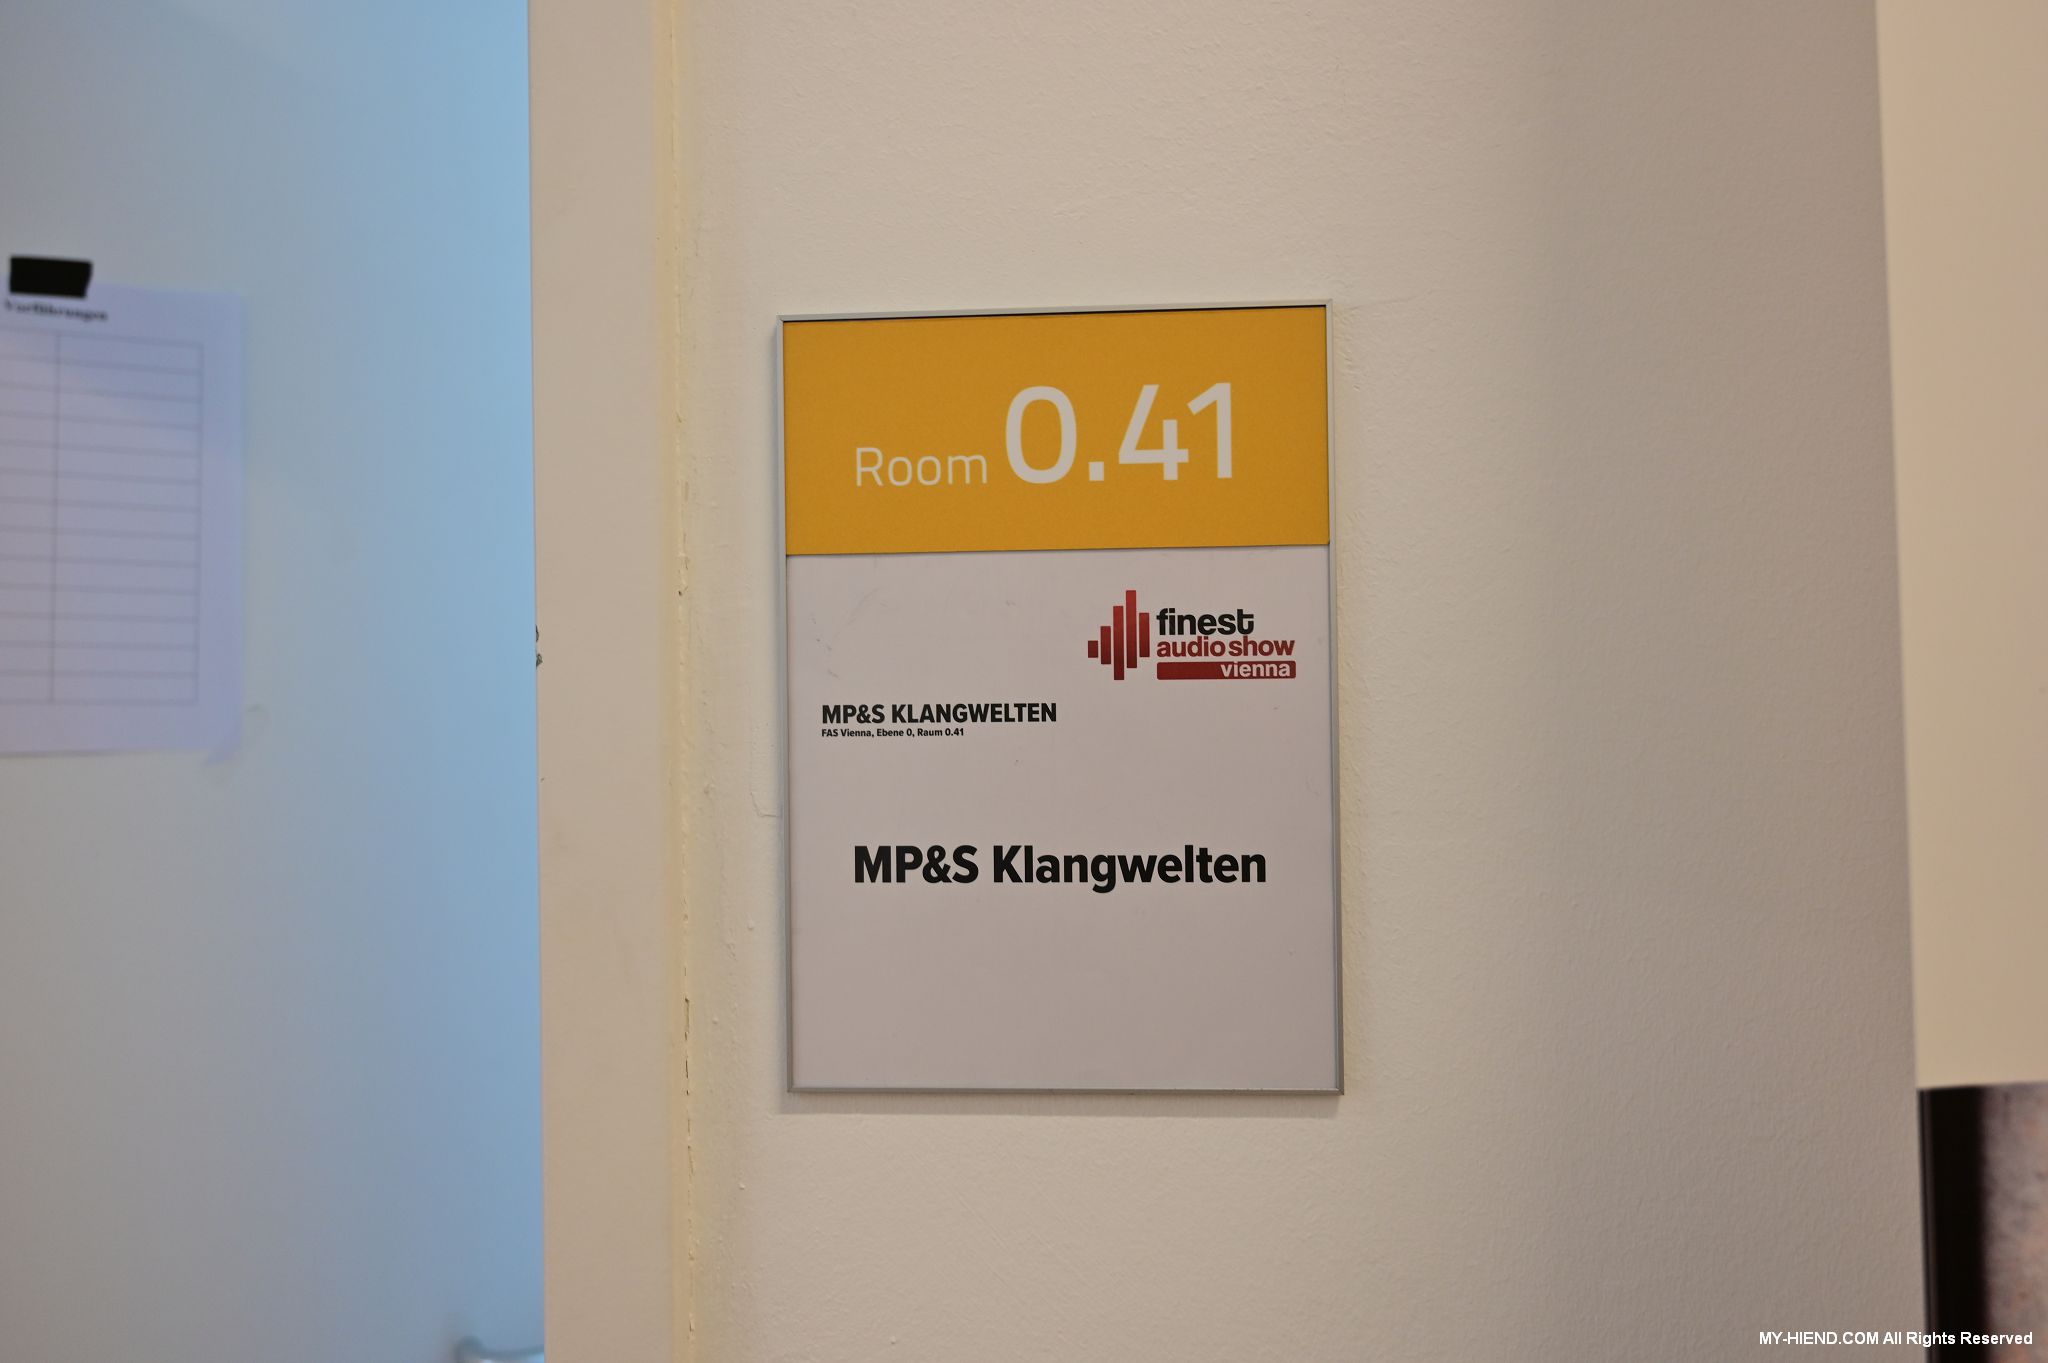 Vorführungen
Room 0.41
finest
audio show
vienna
MP&S KLANGWELTEN
FAS Vienna, Ebene 0, Raum 0.41
MP&S Klangwelten
MY-HIEND.COM All Rights Reserved